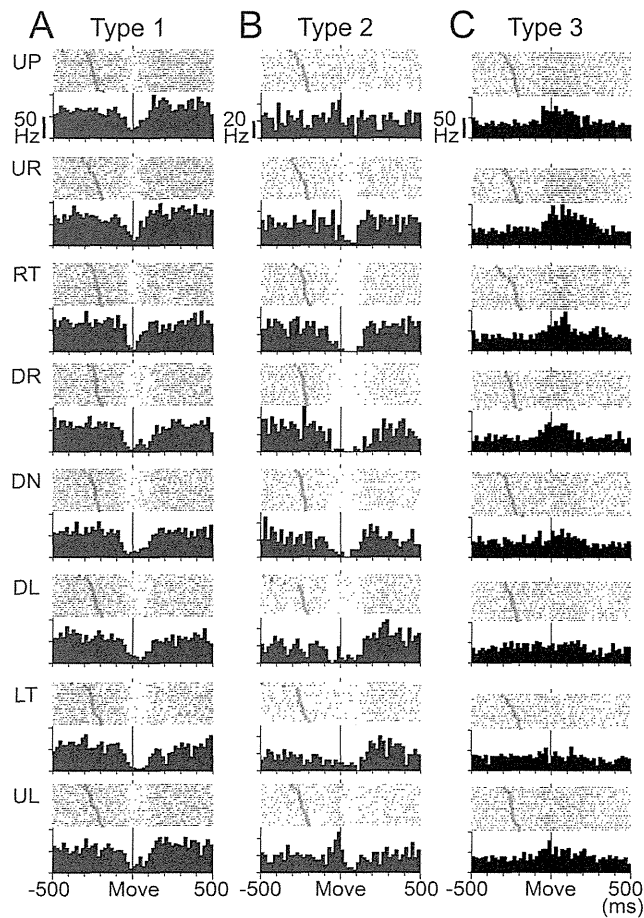 A Type 1 B Type 2 C Type 3
UP
50 Hz 20 Hz 50 Hz
UR
RT
DR
DN
DL
LT
UL
-500 Move 500 -500 Move 500 -500 Move 500
(ms)